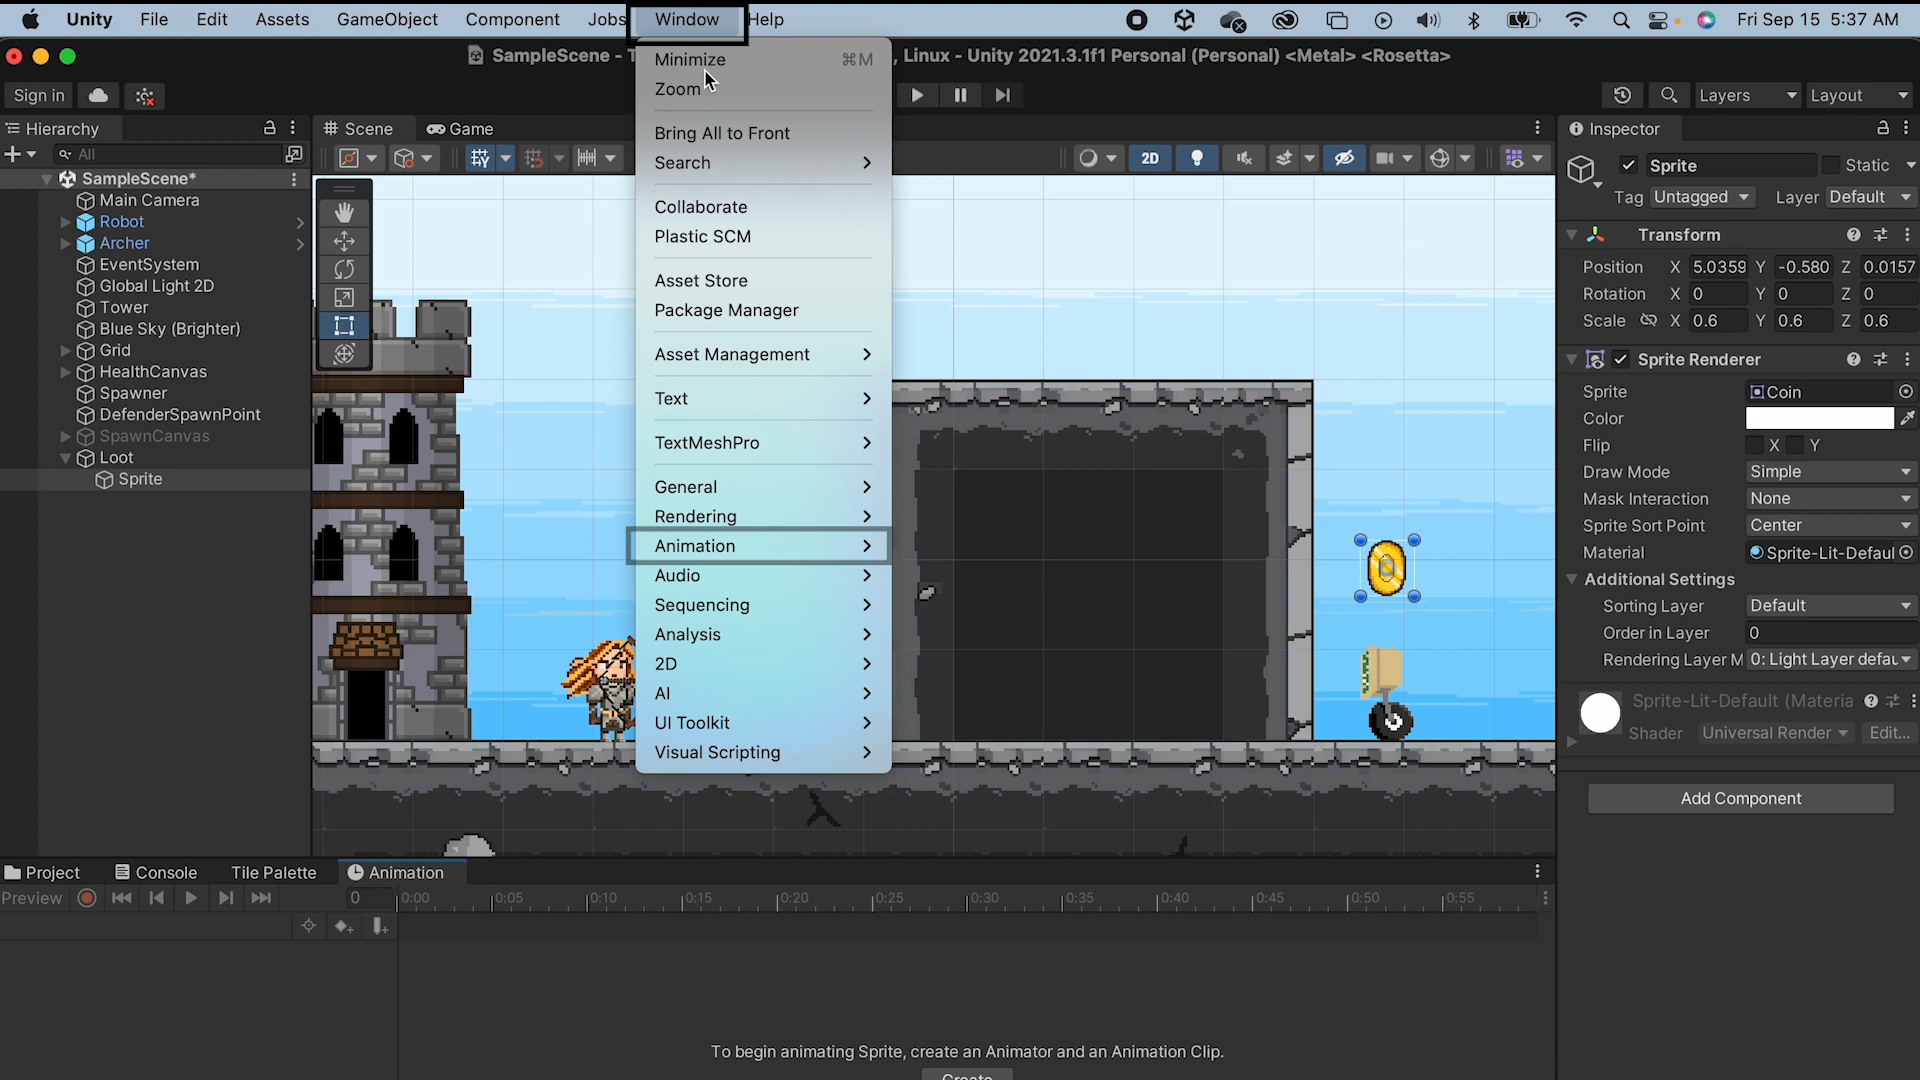 Unity File Edit Assets GameObject Component Jobs Window Help Fri Sep 15 5:37 AM
SampleScene - T , Linux - Unity 2021.3.1f1 Personal (Personal) <Metal> <Rosetta>
Sign in Layers Layout
Hierarchy
All
SampleScene*
Main Camera
Robot
Archer
EventSystem
Global Light 2D
Tower
Blue Sky (Brighter)
Grid
HealthCanvas
Spawner
DefenderSpawnPoint
SpawnCanvas
Loot
Sprite
Scene Game
2D
Minimize ⌘M
Zoom
Bring All to Front
Search
Collaborate
Plastic SCM
Asset Store
Package Manager
Asset Management
Text
TextMeshPro
General
Rendering
Animation
Audio
Sequencing
Analysis
2D
AI
UI Toolkit
Visual Scripting
Inspector
Sprite Static
Tag Untagged Layer Default
Transform
Position X 5.0359 Y -0.580 Z 0.0157
Rotation X 0 Y 0 Z 0
Scale X 0.6 Y 0.6 Z 0.6
Sprite Renderer
Sprite Coin
Color
Flip X Y
Draw Mode Simple
Mask Interaction None
Sprite Sort Point Center
Material Sprite-Lit-Defaul
Additional Settings
Sorting Layer Default
Order in Layer 0
Rendering Layer M 0: Light Layer defau
Sprite-Lit-Default (Materia
Shader Universal Render Edit...
Add Component
Project Console Tile Palette Animation
Preview 0 0:00 0:05 0:10 0:15 0:20 0:25 0:30 0:35 0:40 0:45 0:50 0:55
To begin animating Sprite, create an Animator and an Animation Clip.
Create